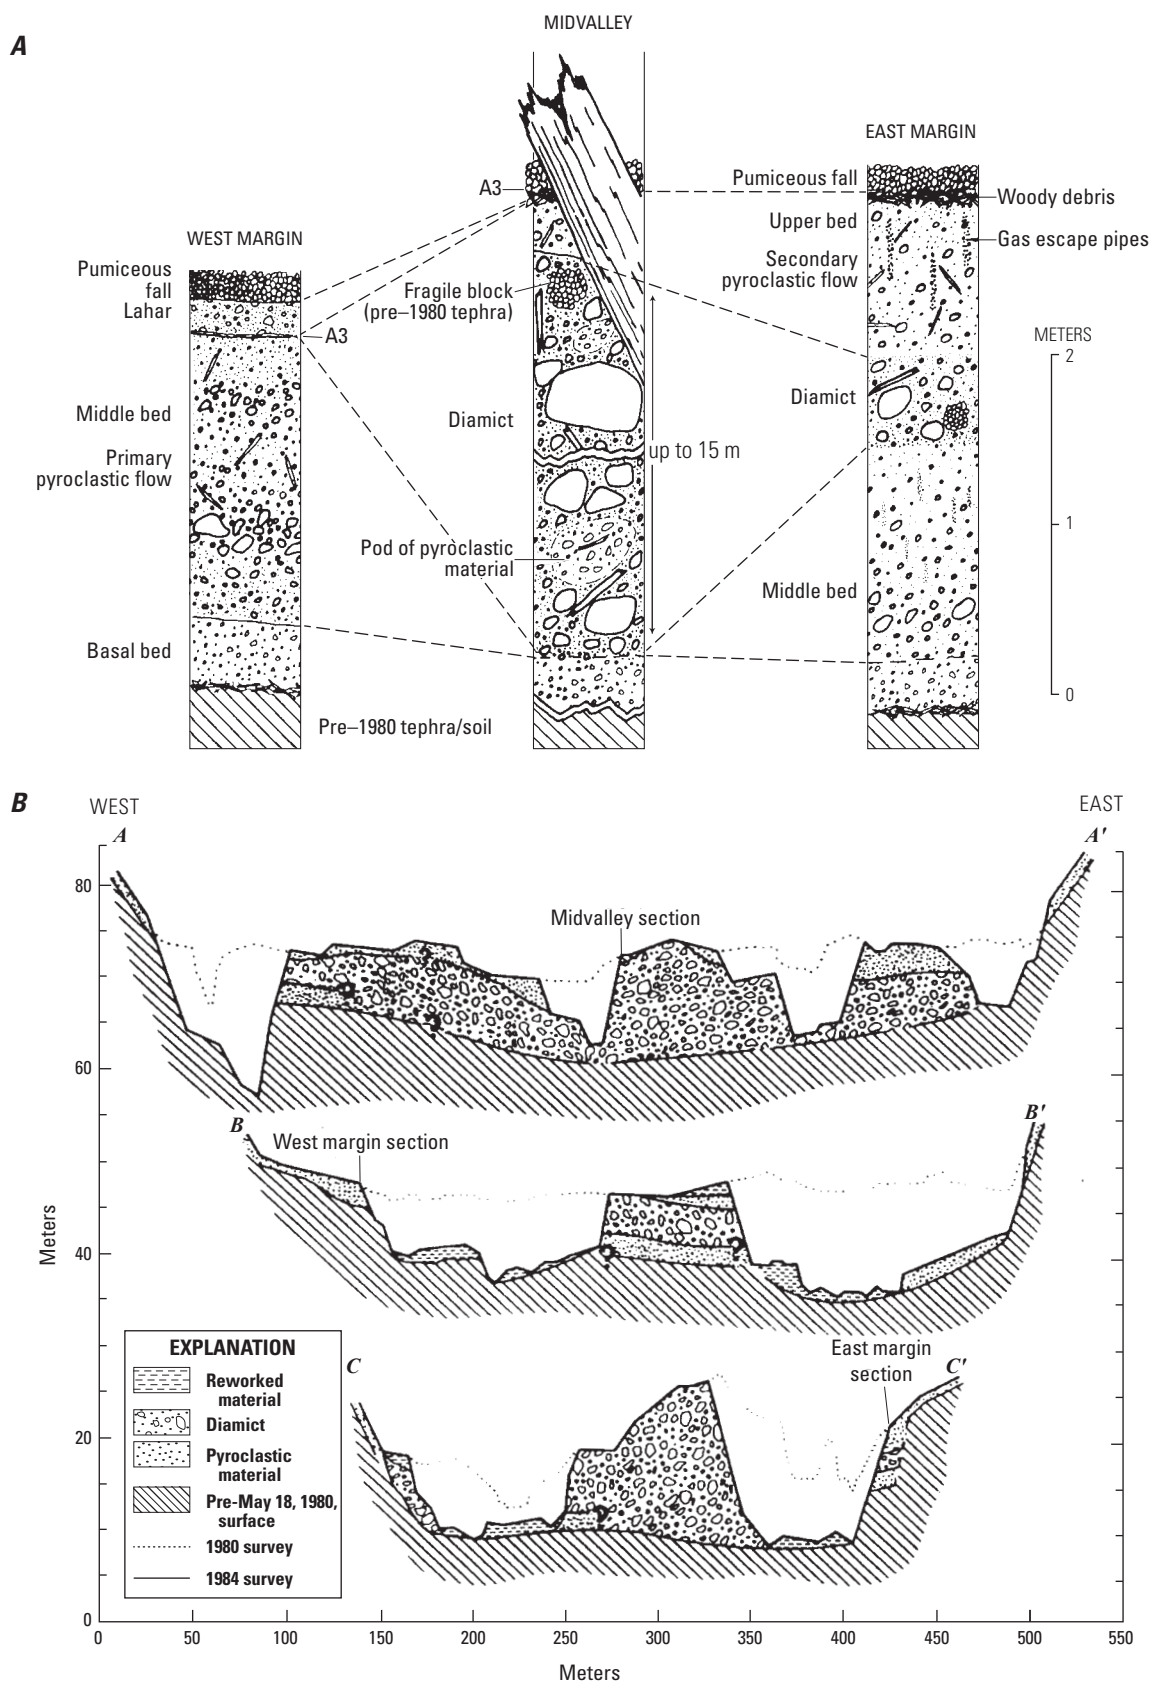 A
MIDVALLEY
EAST MARGIN
WEST MARGIN
A3
Pumiceous fall
Woody debris
Upper bed
Gas escape pipes
Secondary
pyroclastic flow
Pumiceous
fall
Lahar
A3
Fragile block
(pre–1980 tephra)
METERS
2
1
0
Middle bed
Primary
pyroclastic flow
Diamict
up to 15 m
Diamict
Pod of pyroclastic
material
Middle bed
Basal bed
Pre–1980 tephra/soil
B
WEST
EAST
A
A'
Midvalley section
B
B'
West margin section
C
C'
East margin
section
Meters
80
60
40
20
0
EXPLANATION
Reworked
material
Diamict
Pyroclastic
material
Pre-May 18, 1980,
surface
1980 survey
1984 survey
0
50
100
150
200
250
300
350
400
450
500
550
Meters